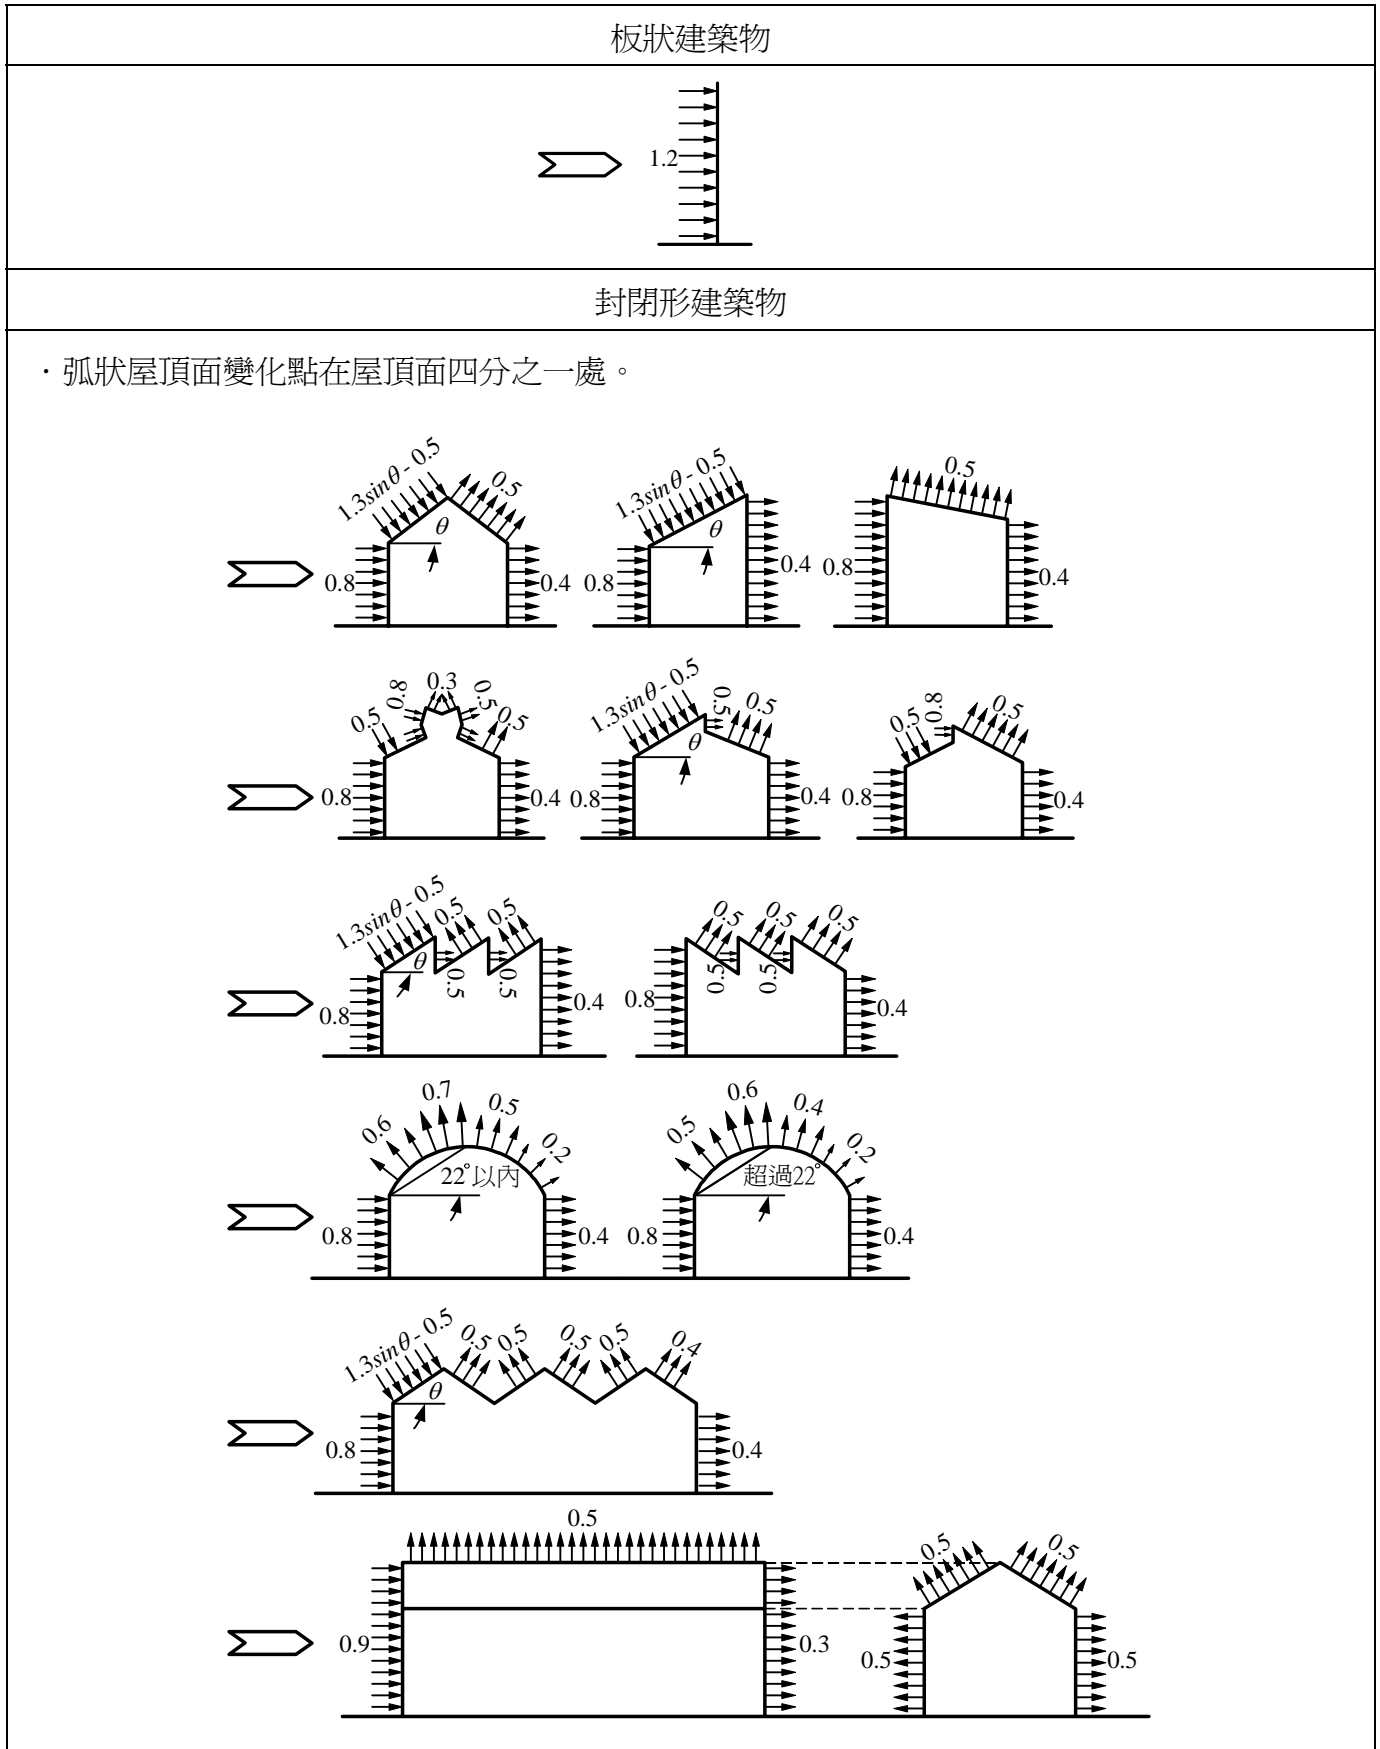 板狀建築物
1.2
封閉形建築物
·弧狀屋頂面變化點在屋頂面四分之一處。
1.3sinθ - 0.5 0.5 θ 0.8 0.4
1.3sinθ - 0.5 θ 0.8 0.4
0.5 0.8 0.4
0.5 0.8 0.3 0.5 0.5 0.8 0.4
1.3sinθ - 0.5 0.5 0.5 θ 0.8 0.4
0.5 0.8 0.5 0.8 0.4
1.3sinθ - 0.5 0.5 0.5 θ 0.5 0.5 0.8 0.4
0.5 0.5 0.5 0.5 0.5 0.8 0.4
0.6 0.7 0.5 0.2 22°以內 0.8 0.4
0.5 0.6 0.4 0.2 超過22° 0.8 0.4
1.3sinθ - 0.5 0.5 0.5 0.5 0.5 0.4 θ 0.8 0.4
0.5 0.9 0.3
0.5 0.5 0.5 0.5